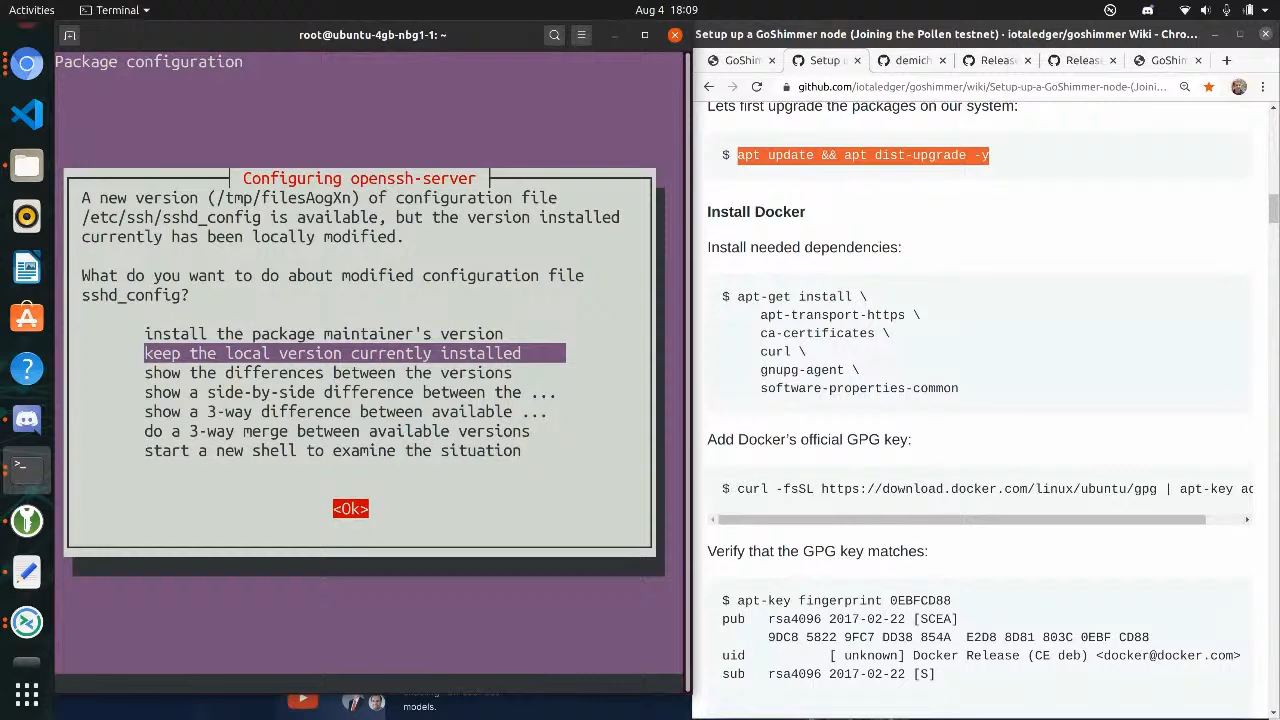 Activities
Terminal
Aug 4 18:09
root@ubuntu-4gb-nbg1-1: ~
Package configuration
Configuring openssh-server
A new version (/tmp/filesAogXn) of configuration file
/etc/ssh/sshd_config is available, but the version installed
currently has been locally modified.
What do you want to do about modified configuration file
sshd_config?
install the package maintainer's version
keep the local version currently installed
show the differences between the versions
show a side-by-side difference between the ...
show a 3-way difference between available ...
do a 3-way merge between available versions
start a new shell to examine the situation
<Ok>
models.
Set up a GoShimmer node (Joining the Pollen testnet) · iotaledger/goshimmer Wiki - Chro...
GoShim
Setup
demich
Release
Release
GoShim
github.com/iotaledger/goshimmer/wiki/Setup-up-a-GoShimmer-node-(Joini...
Lets first upgrade the packages on our system:
$ apt update && apt dist-upgrade -y
Install Docker
Install needed dependencies:
$ apt-get install \
apt-transport-https \
ca-certificates \
curl \
gnupg-agent \
software-properties-common
Add Docker's official GPG key:
$ curl -fsSL https://download.docker.com/linux/ubuntu/gpg | apt-key ad
Verify that the GPG key matches:
$ apt-key fingerprint 0EBFCD88
pub rsa4096 2017-02-22 [SCEA]
9DC8 5822 9FC7 DD38 854A E2D8 8D81 803C 0EBF CD88
uid [ unknown] Docker Release (CE deb) <docker@docker.com>
sub rsa4096 2017-02-22 [S]